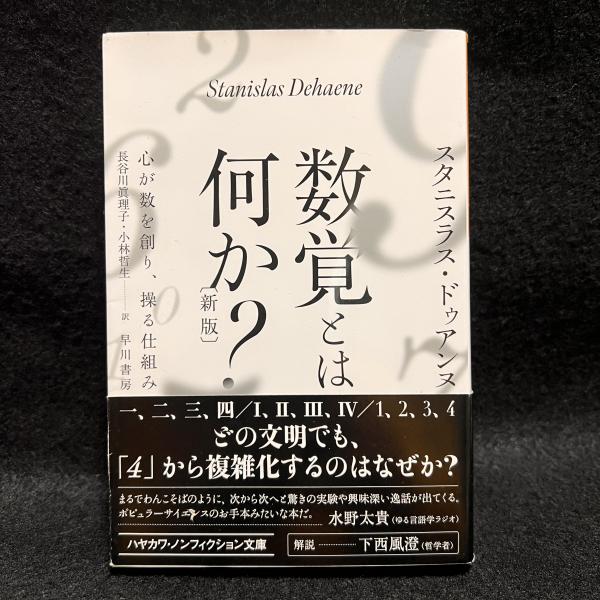 Stanislas Dehaene
スタニスラス・ドゥアンヌ
数覚とは
何か?
[新版]
心が数を創り、操る仕組み
長谷川眞理子・小林哲生
訳
早川書房
一、二、三、四/I、II、III、IV/1、2、3、4
どの文明でも、
「4」から複雑化するのはなぜか?
まるでわんこそばのように、次から次へと驚きの実験や興味深い逸話が出てくる。
ポピュラーサイエンスのお手本みたいな本だ。 水野太貴(ゆる言語学ラジオ)
ハヤカワ・ノンフィクション文庫
解説 下西風澄(哲学者)